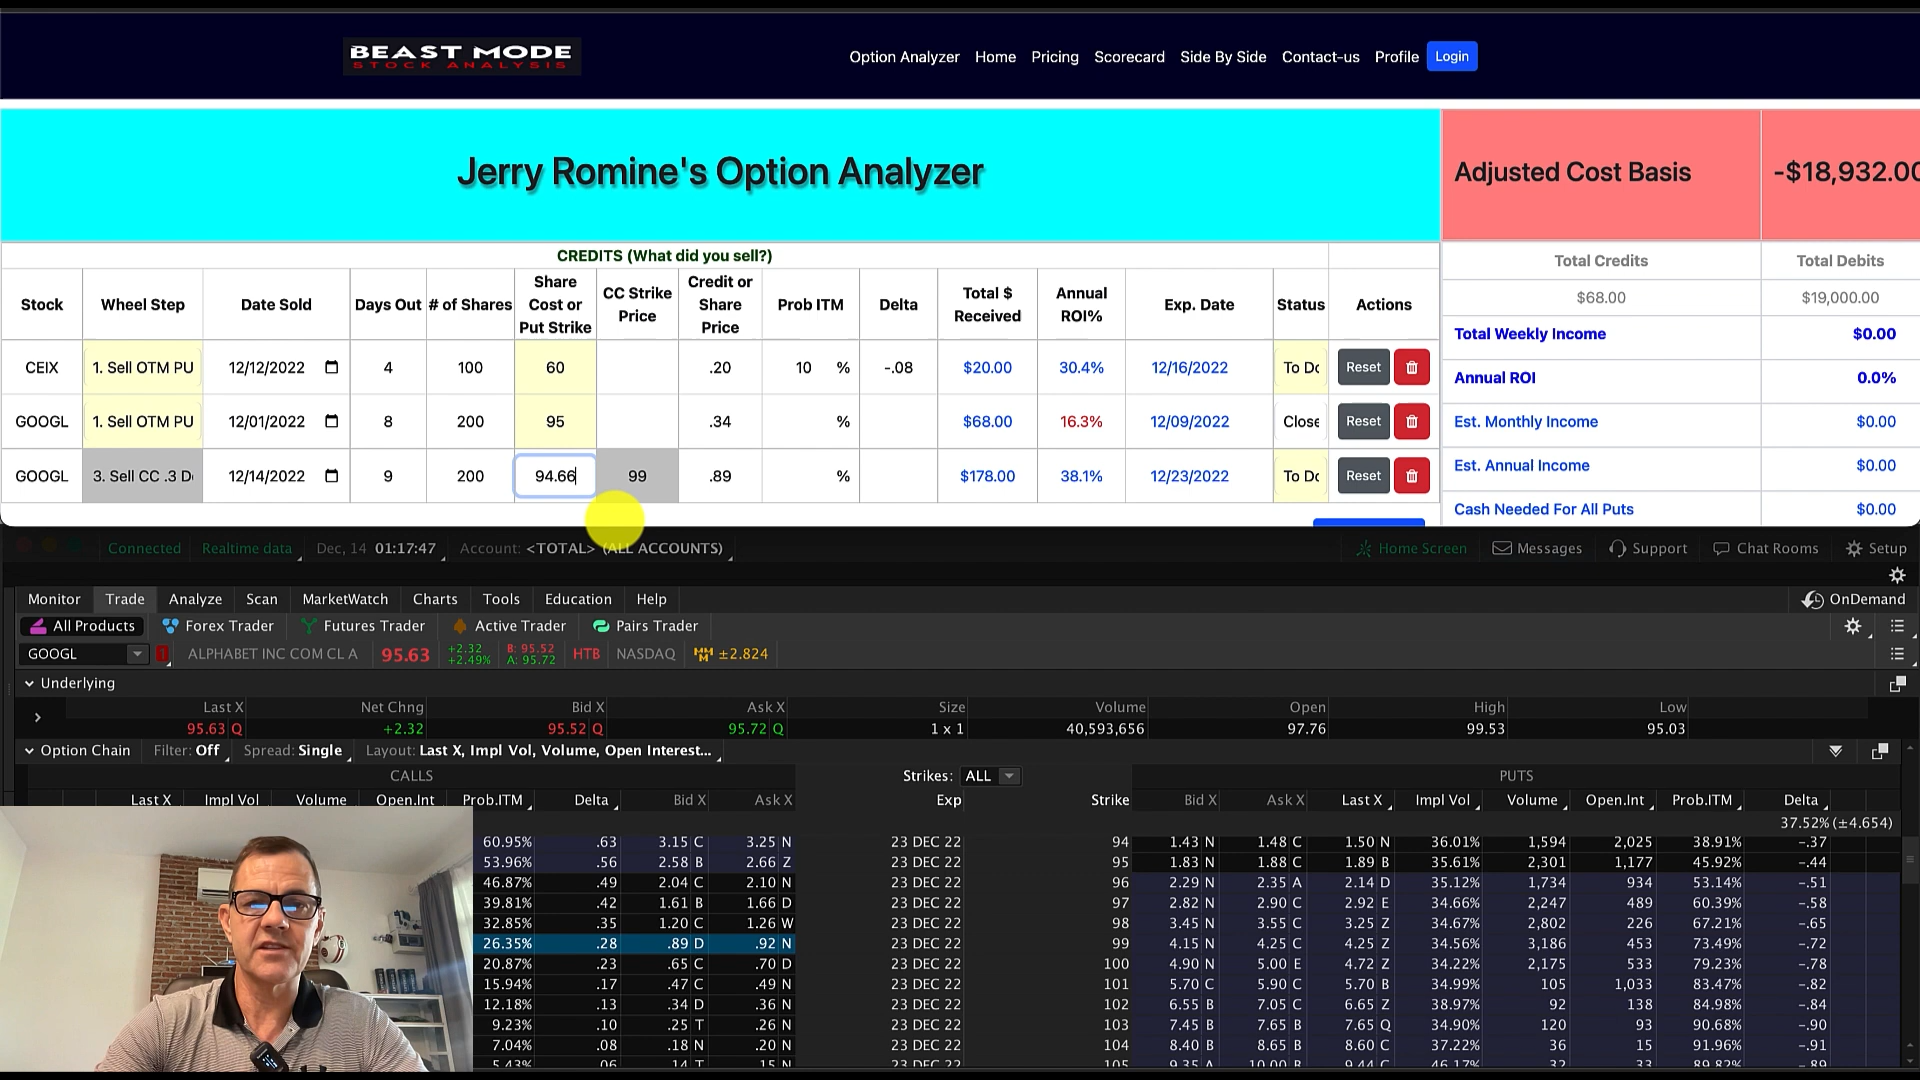 BEAST MODE
STOCK ANALYSIS
Option Analyzer Home Pricing Scorecard Side By Side Contact-us Profile Login
Jerry Romine's Option Analyzer
Adjusted Cost Basis -$18,932.00
CREDITS (What did you sell?)
Total Credits Total Debits
$68.00 $19,000.00
Stock Wheel Step Date Sold Days Out # of Shares Share Cost or Put Strike CC Strike Price Credit or Share Price Prob ITM Delta Total $ Received Annual ROI% Exp. Date Status Actions
Total Weekly Income $0.00
CEIX 1. Sell OTM PU 12/12/2022 4 100 60 .20 10 % -.08 $20.00 30.4% 12/16/2022 To Do Reset
Annual ROI 0.0%
GOOGL 1. Sell OTM PU 12/01/2022 8 200 95 .34 % $68.00 16.3% 12/09/2022 Close Reset
Est. Monthly Income $0.00
GOOGL 3. Sell CC .3 De 12/14/2022 9 200 94.66 99 .89 % $178.00 38.1% 12/23/2022 To Do Reset
Est. Annual Income $0.00
Cash Needed For All Puts $0.00
Connected Realtime data Dec, 14 01:17:47 Account: <TOTAL> (ALL ACCOUNTS) Home Screen Messages Support Chat Rooms Setup
Monitor Trade Analyze Scan MarketWatch Charts Tools Education Help OnDemand
All Products Forex Trader Futures Trader Active Trader Pairs Trader
GOOGL 1 ALPHABET INC COM CL A 95.63 +2.32 +2.49% B: 95.52 A: 95.72 HTB NASDAQ ±2.824
Underlying
Last X Net Chng Bid X Ask X Size Volume Open High Low
95.63 Q +2.32 95.52 Q 95.72 Q 1 x 1 40,593,656 97.76 99.53 95.03
Option Chain Filter: Off Spread: Single Layout: Last X, Impl Vol, Volume, Open Interest...
CALLS Strikes: ALL PUTS
Last X Impl Vol Volume Open.Int Prob.ITM Delta Bid X Ask X Exp Strike Bid X Ask X Last X Impl Vol Volume Open.Int Prob.ITM Delta
37.52% (±4.654)
60.95% .63 3.15 C 3.25 N 23 DEC 22 94 1.43 N 1.48 C 1.50 N 36.01% 1,594 2,025 38.91% -.37
53.96% .56 2.58 B 2.66 Z 23 DEC 22 95 1.83 N 1.88 C 1.89 B 35.61% 2,301 1,177 45.92% -.44
46.87% .49 2.04 C 2.10 N 23 DEC 22 96 2.29 N 2.35 A 2.14 D 35.12% 1,734 934 53.14% -.51
39.81% .42 1.61 B 1.66 D 23 DEC 22 97 2.82 N 2.90 C 2.92 E 34.66% 2,247 489 60.39% -.58
32.85% .35 1.20 C 1.26 W 23 DEC 22 98 3.45 N 3.55 C 3.25 Z 34.67% 2,802 226 67.21% -.65
26.35% .28 .89 D .92 N 23 DEC 22 99 4.15 N 4.25 C 4.25 Z 34.56% 3,186 453 73.49% -.72
20.87% .23 .65 C .70 D 23 DEC 22 100 4.90 N 5.00 E 4.72 Z 34.22% 2,175 533 79.23% -.78
15.94% .17 .47 C .49 N 23 DEC 22 101 5.70 C 5.90 C 5.70 B 34.99% 105 1,033 83.47% -.82
12.18% .13 .34 D .36 N 23 DEC 22 102 6.55 B 7.05 C 6.65 Z 38.97% 92 138 84.98% -.84
9.23% .10 .25 T .26 N 23 DEC 22 103 7.45 B 7.65 B 7.65 Q 34.90% 120 93 90.68% -.90
7.04% .08 .18 N .20 N 23 DEC 22 104 8.40 B 8.65 B 8.60 C 37.22% 36 15 91.96% -.91
5.43% .06 .14 T .15 N 23 DEC 22 105 9.35 A 10.00 B 9.44 C 46.17% 32 33 89.82% -.89